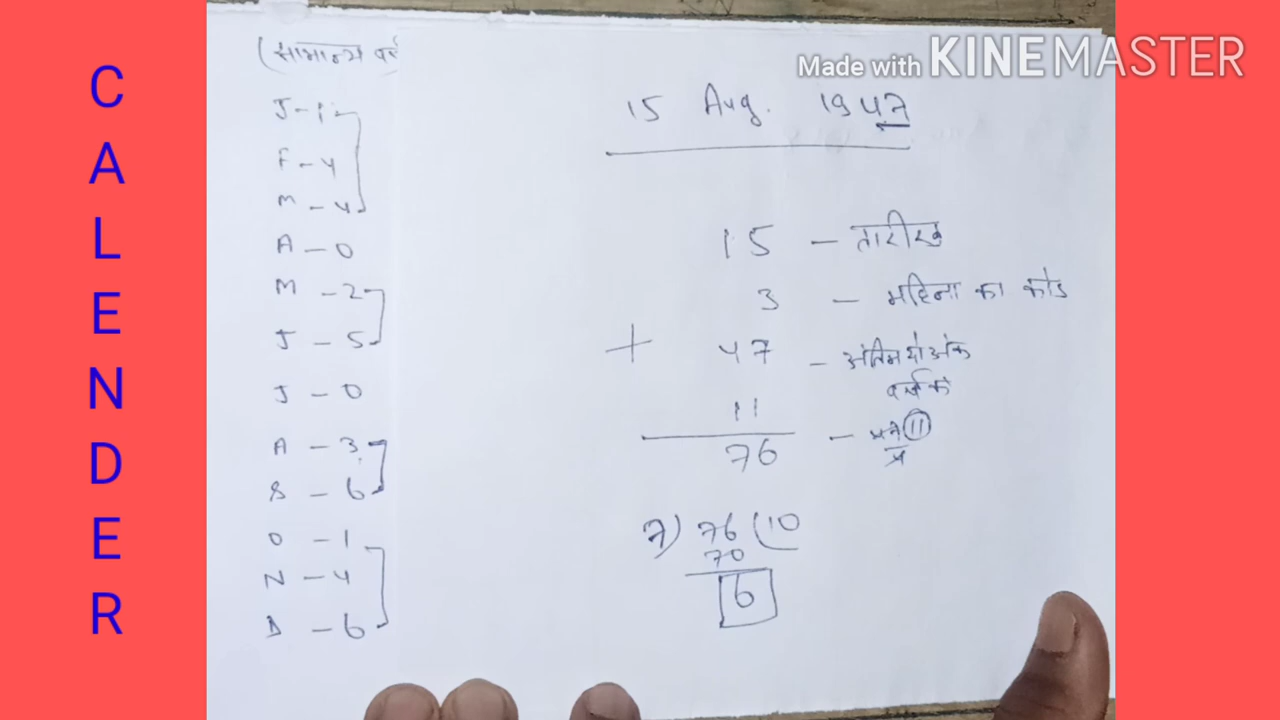 C
A
L
E
N
D
E
R
Made with KINEMASTER
(सामान्य वर्ष
J - 1
F - 4
M - 4
A - 0
M - 2
J - 5
J - 0
A - 3
S - 6
O - 1
N - 4
D - 6
15 Aug. 1947
15 - तारीख
3 - महिना का कोड
+ 47 - अंतिम दो अंक
वर्ष के
11 - 11
76
7) 76 (10
70
6